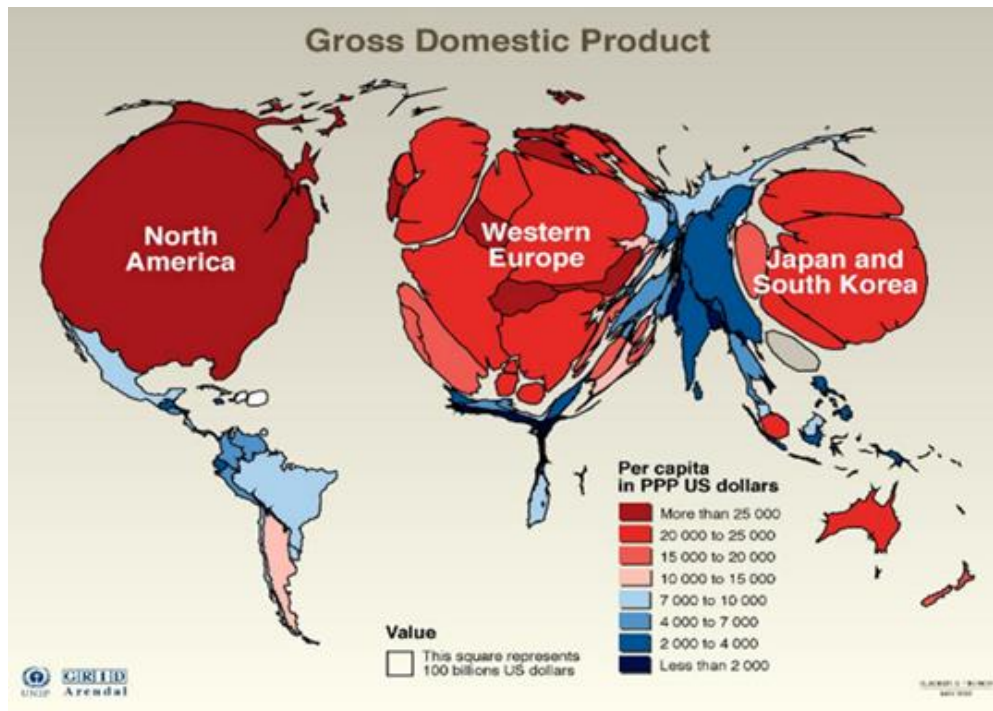 Gross Domestic Product
North
America
Western
Europe
Japan and
South Korea
Per capita
in PPP US dollars
More than 25 000
20 000 to 25 000
15 000 to 20 000
10 000 to 15 000
7 000 to 10 000
4 000 to 7 000
2 000 to 4 000
Less than 2 000
Value
This square represents
100 billions US dollars
UNEP
GRID
Arendal